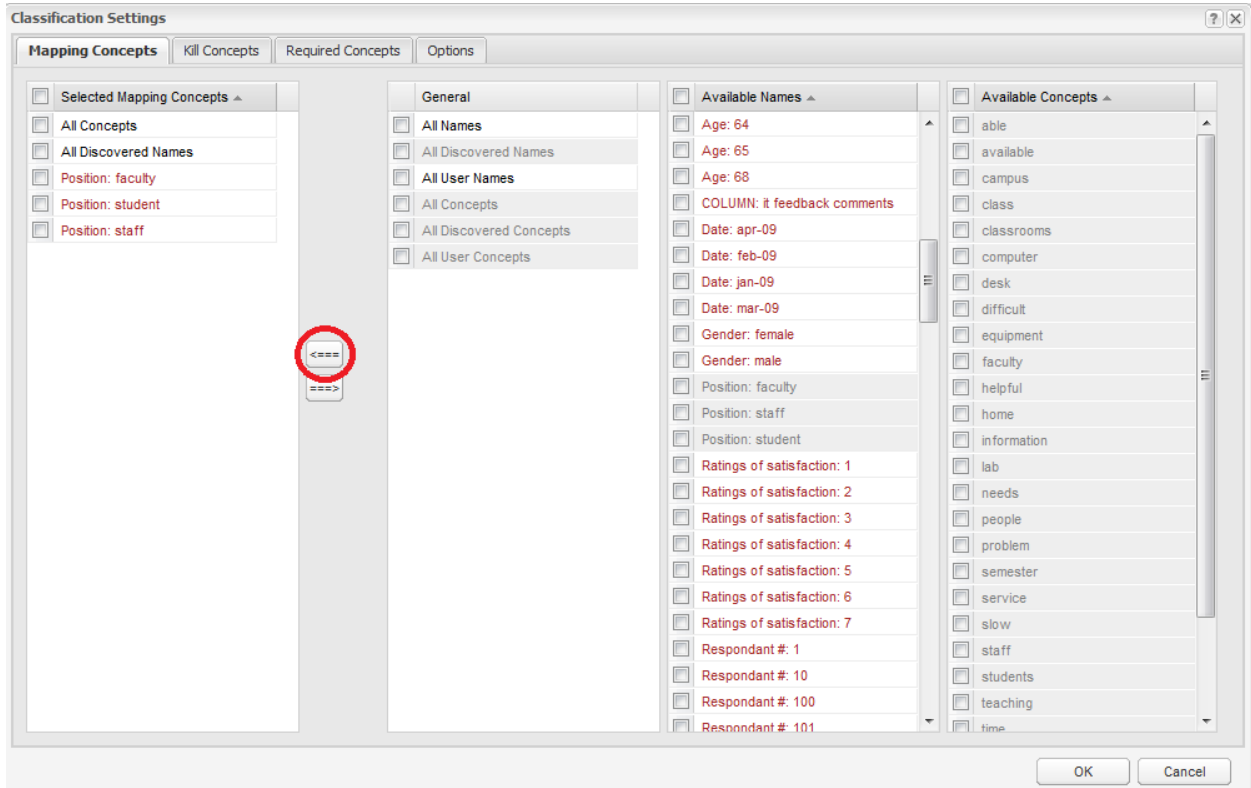 Classification Settings
Mapping Concepts Kill Concepts Required Concepts Options
Selected Mapping Concepts
All Concepts
All Discovered Names
Position: faculty
Position: student
Position: staff
<===
===>
General
All Names
All Discovered Names
All User Names
All Concepts
All Discovered Concepts
All User Concepts
Available Names
Age: 64
Age: 65
Age: 68
COLUMN: it feedback comments
Date: apr-09
Date: feb-09
Date: jan-09
Date: mar-09
Gender: female
Gender: male
Position: faculty
Position: staff
Position: student
Ratings of satisfaction: 1
Ratings of satisfaction: 2
Ratings of satisfaction: 3
Ratings of satisfaction: 4
Ratings of satisfaction: 5
Ratings of satisfaction: 6
Ratings of satisfaction: 7
Respondant #: 1
Respondant #: 10
Respondant #: 100
Respondant #: 101
Available Concepts
able
available
campus
class
classrooms
computer
desk
difficult
equipment
faculty
helpful
home
information
lab
needs
people
problem
semester
service
slow
staff
students
teaching
time
OK Cancel